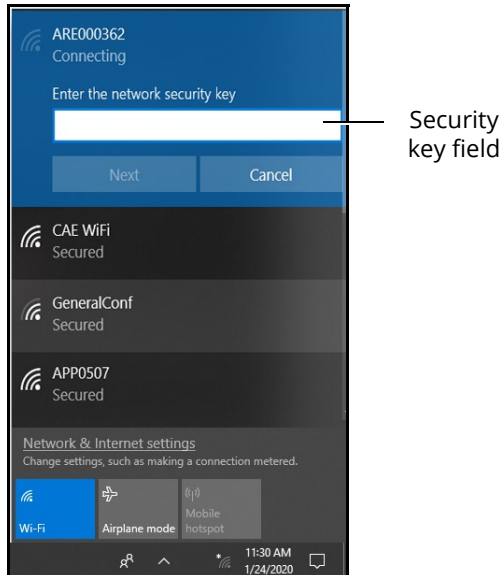 ARE000362
Connecting
Enter the network security key
Security
key field
Next Cancel
CAE WiFi
Secured
GeneralConf
Secured
APP0507
Secured
Network & Internet settings
Change settings, such as making a connection metered.
Wi-Fi
Airplane mode
Mobile
hotspot
11:30 AM
1/24/2020